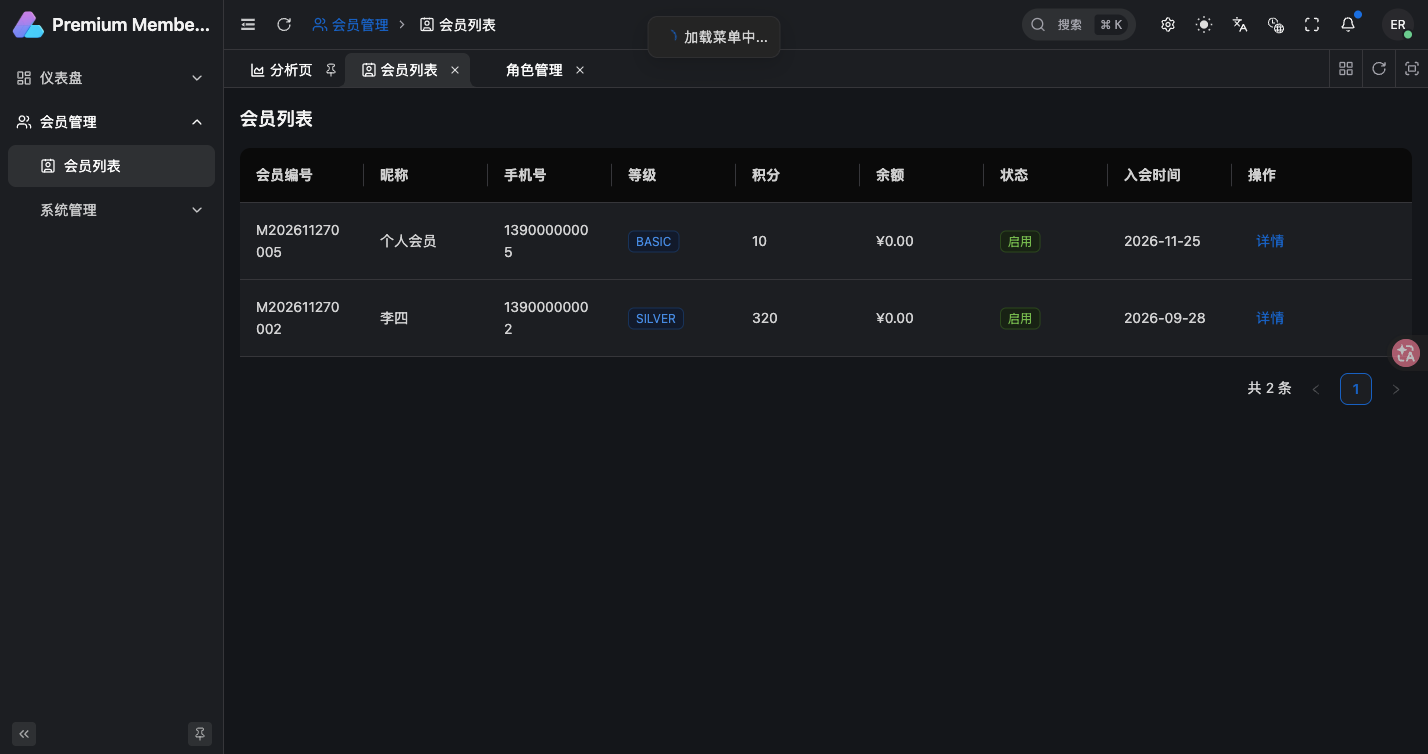 Premium Membe...
会员管理
会员列表
加载菜单中...
搜索
⌘ K
ER
仪表盘
会员管理
会员列表
系统管理
分析页
会员列表
角色管理
会员列表
会员编号 昵称 手机号 等级 积分 余额 状态 入会时间 操作
M202611270
005
个人会员
1390000000
5
BASIC
10
¥0.00
启用
2026-11-25
详情
M202611270
002
李四
1390000000
2
SILVER
320
¥0.00
启用
2026-09-28
详情
共 2 条
1